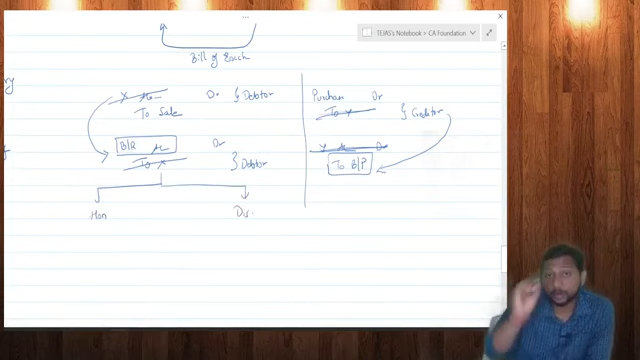 ...
TEJAS's Notebook > CA Foundation
Bill of Exch
X A/c Dr } Debtor
To Sale
B/R A/c Dr
To X } Debtor
Hon Dis.
Purchase Dr
To Y } Creditor
Y A/c Dr
To B/P